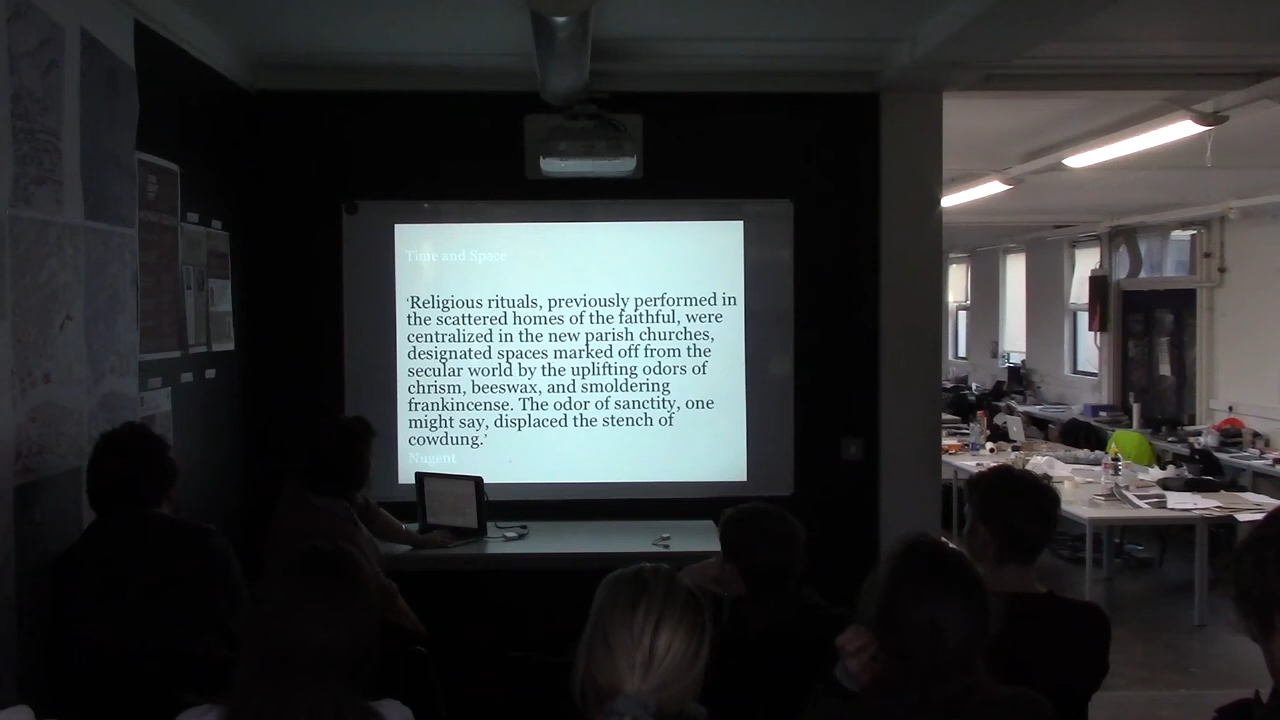 Time and Space
‘Religious rituals, previously performed in
the scattered homes of the faithful, were
centralized in the new parish churches,
designated spaces marked off from the
secular world by the uplifting odors of
chrism, beeswax, and smoldering
frankincense. The odor of sanctity, one
might say, displaced the stench of
cowdung.’
Nugent